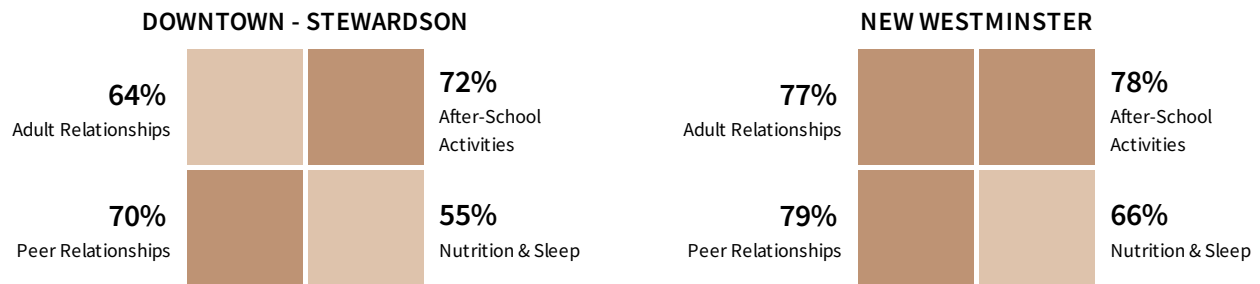 DOWNTOWN - STEWARDSON
64%
Adult Relationships
72%
After-School
Activities
70%
Peer Relationships
55%
Nutrition & Sleep
NEW WESTMINSTER
77%
Adult Relationships
78%
After-School
Activities
79%
Peer Relationships
66%
Nutrition & Sleep